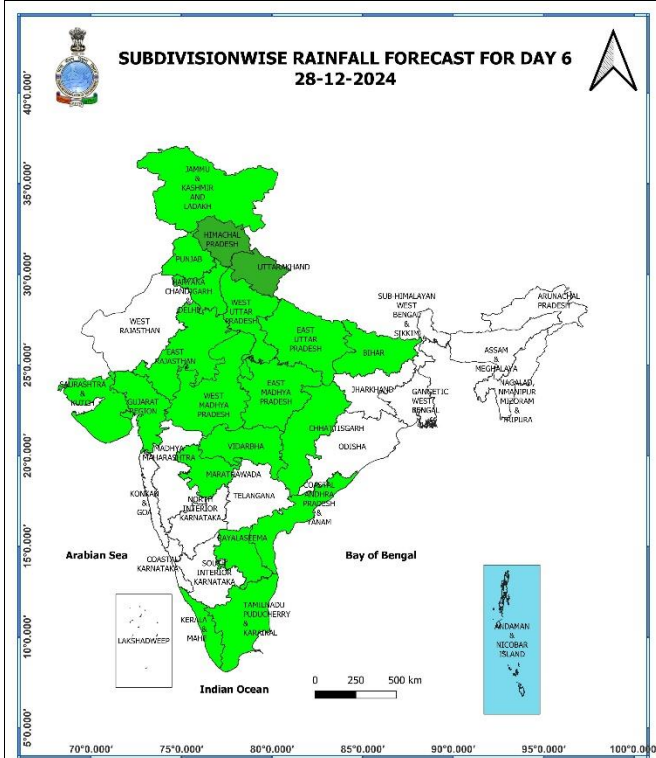 SUBDIVISIONWISE RAINFALL FORECAST FOR DAY 6
28-12-2024
40°0.000'
35°0.000'
30°0.000'
25°0.000'
20°0.000'
15°0.000'
10°0.000'
5°0.000'
JAMMU
&
KASHMIR
AND
LADAKH
HIMACHAL
PRADESH
PUNJAB
UTTARAKHAND
HARYANA
CHANDIGARH
&
DELHI
WEST
RAJASTHAN
WEST
UTTAR
PRADESH
EAST
UTTAR
PRADESH
SUB HIMALAYAN
WEST
BENGAL
&
SIKKIM
ARUNACHAL
PRADESH
ASSAM
&
MEGHALAYA
NAGALAD,
NMANIPUR
MIZORAM
&
TRIPURA
BIHAR
EAST
RAJASTHAN
SAURASHTRA
&
KUTCH
GUJARAT
REGION
WEST
MADHYA
PRADESH
EAST
MADHYA
PRADESH
JHARKHAND
GANGETIC
WEST
BENGAL
CHHATTISGARH
ODISHA
MADHYA
MAHARASHTRA
VIDARBHA
MARATHWADA
KONKAN
&
GOA
NORTH
INTERIOR
KARNATAKA
TELANGANA
COASTAL
ANDHRA
PRADESH
&
YANAM
RAYALASEEMA
COASTAL
KARNATAKA
SOUTH
INTERIOR
KARNATAKA
Arabian Sea
Bay of Bengal
KERALA
&
MAHE
TAMILNADU
PUDUCHERRY
&
KARAIKAL
LAKSHADWEEP
ANDAMAN
&
NICOBAR
ISLAND
Indian Ocean
0 250 500 km
70°0.000' 75°0.000' 80°0.000' 85°0.000' 90°0.000' 95°0.000' 100°0.000'